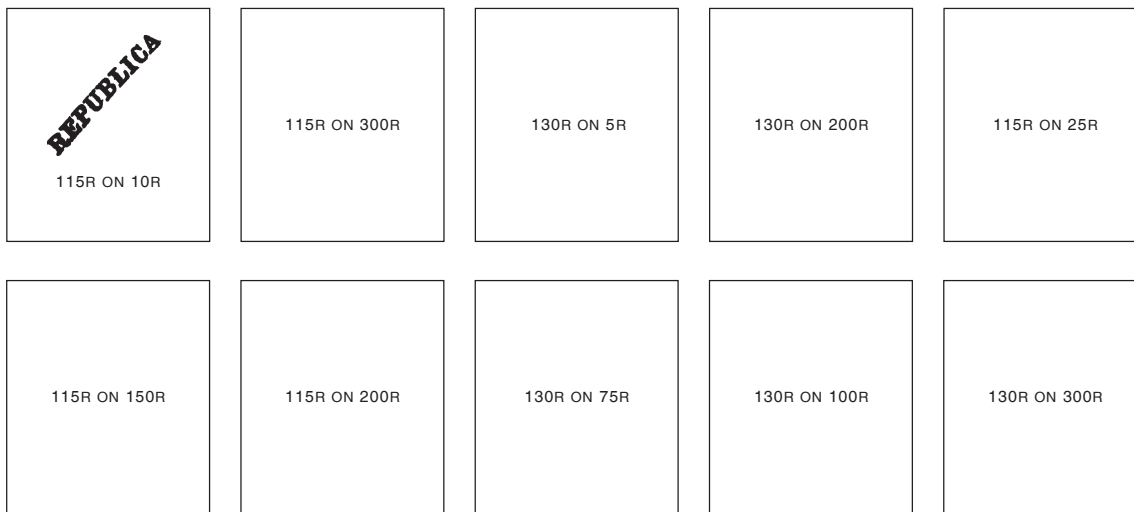 REPUBLICA
115R ON 10R
115R ON 300R
130R ON 5R
130R ON 200R
115R ON 25R
115R ON 150R
115R ON 200R
130R ON 75R
130R ON 100R
130R ON 300R